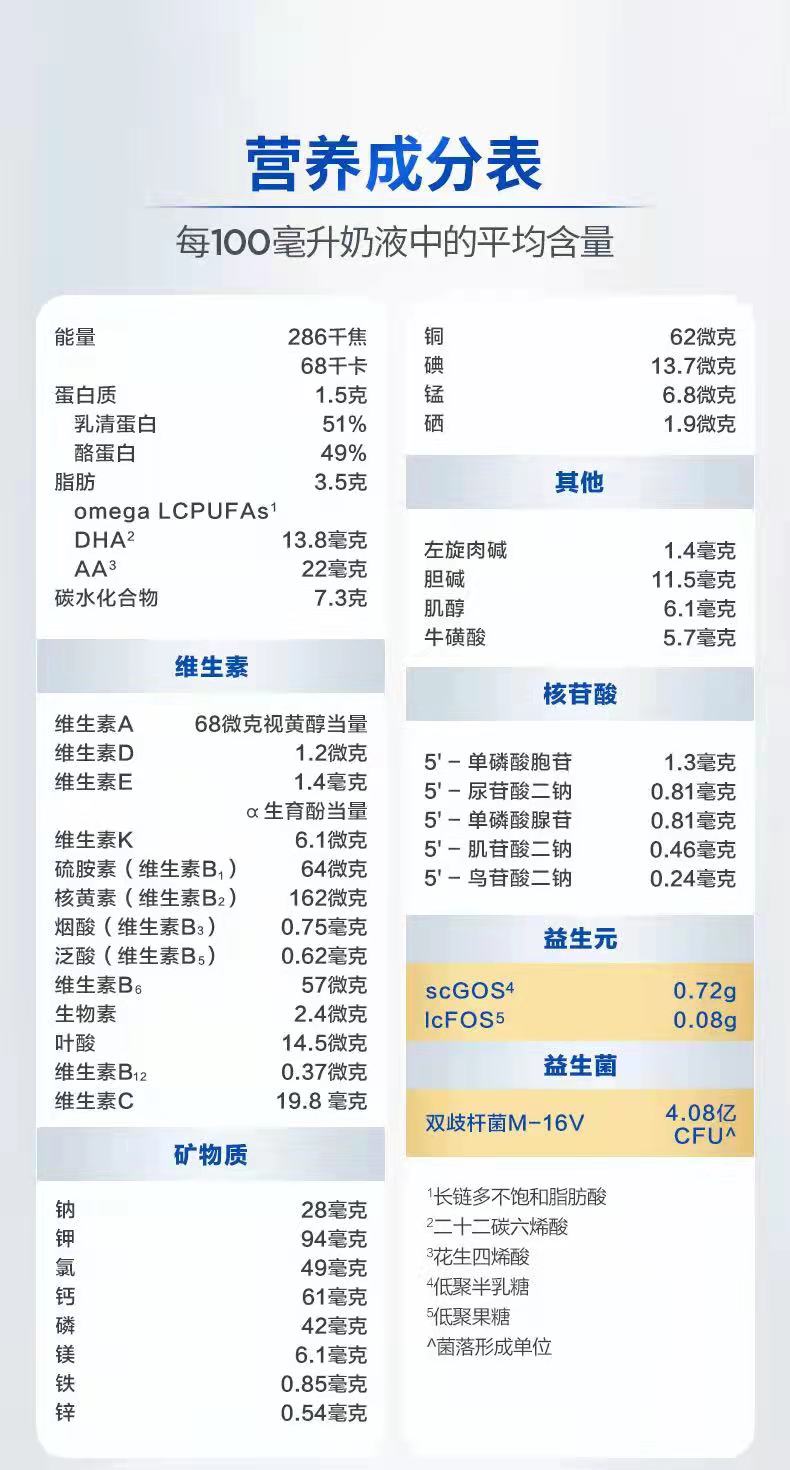 营养成分表
每100毫升奶液中的平均含量
能量 286千焦
68千卡
蛋白质 1.5克
乳清蛋白 51%
酪蛋白 49%
脂肪 3.5克
omega LCPUFAs¹
DHA² 13.8毫克
AA³ 22毫克
碳水化合物 7.3克
维生素
维生素A 68微克视黄醇当量
维生素D 1.2微克
维生素E 1.4毫克
α生育酚当量
维生素K 6.1微克
硫胺素（维生素B₁） 64微克
核黄素（维生素B₂） 162微克
烟酸（维生素B₃） 0.75毫克
泛酸（维生素B₅） 0.62毫克
维生素B₆ 57微克
生物素 2.4微克
叶酸 14.5微克
维生素B₁₂ 0.37微克
维生素C 19.8 毫克
矿物质
钠 28毫克
钾 94毫克
氯 49毫克
钙 61毫克
磷 42毫克
镁 6.1毫克
铁 0.85毫克
锌 0.54毫克
铜 62微克
碘 13.7微克
锰 6.8微克
硒 1.9微克
其他
左旋肉碱 1.4毫克
胆碱 11.5毫克
肌醇 6.1毫克
牛磺酸 5.7毫克
核苷酸
5'－单磷酸胞苷 1.3毫克
5'－尿苷酸二钠 0.81毫克
5'－单磷酸腺苷 0.81毫克
5'－肌苷酸二钠 0.46毫克
5'－鸟苷酸二钠 0.24毫克
益生元
scGOS⁴ 0.72g
lcFOS⁵ 0.08g
益生菌
双歧杆菌M-16V 4.08亿
CFU^
¹长链多不饱和脂肪酸
²二十二碳六烯酸
³花生四烯酸
⁴低聚半乳糖
⁵低聚果糖
^菌落形成单位